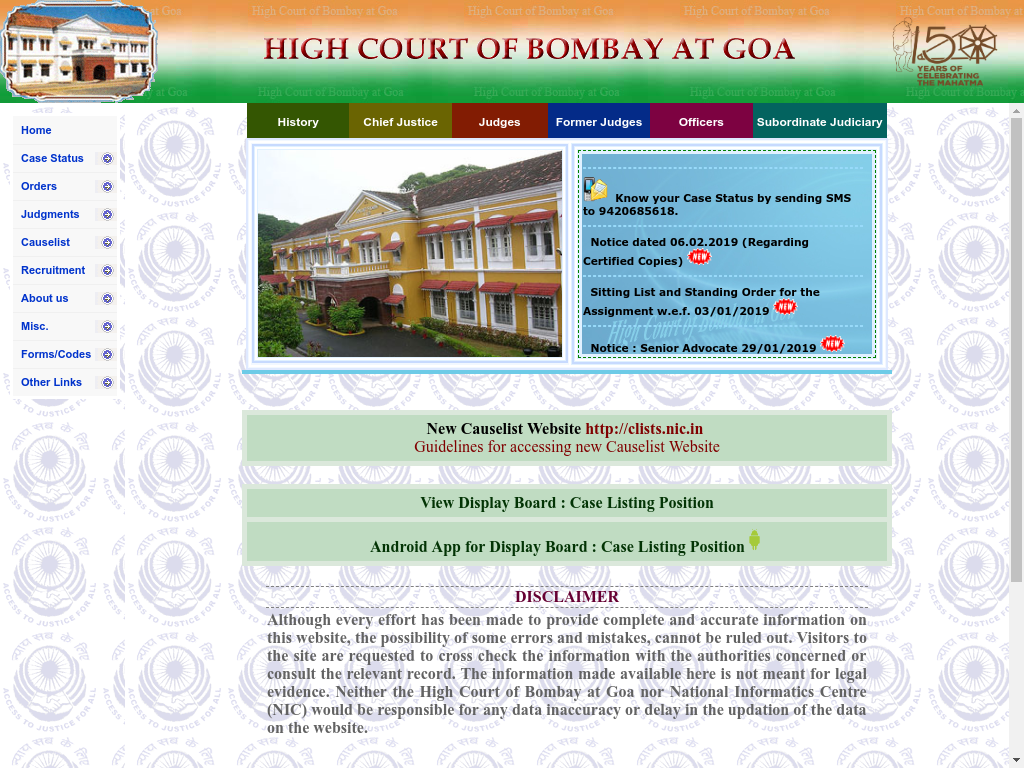 High Court of Bombay at Goa High Court of Bombay at Goa High Court of Bombay at Goa High Court of Bombay at Goa
HIGH COURT OF BOMBAY AT GOA
150
YEARS OF
CELEBRATING
THE MAHATMA
High Court of Bombay at Goa High Court of Bombay at Goa High Court of Bombay at Goa High Court of Bombay
Home
Case Status
Orders
Judgments
Causelist
Recruitment
About us
Misc.
Forms/Codes
Other Links
History
Chief Justice
Judges
Former Judges
Officers
Subordinate Judiciary
Know your Case Status by sending SMS
to 9420685618.
Notice dated 06.02.2019 (Regarding
Certified Copies) NEW
Sitting List and Standing Order for the
Assignment w.e.f. 03/01/2019 NEW
Notice : Senior Advocate 29/01/2019 NEW
New Causelist Website http://clists.nic.in
Guidelines for accessing new Causelist Website
View Display Board : Case Listing Position
Android App for Display Board : Case Listing Position
DISCLAIMER
Although every effort has been made to provide complete and accurate information on
this website, the possibility of some errors and mistakes, cannot be ruled out. Visitors to
the site are requested to cross check the information with the authorities concerned or
consult the relevant record. The information made available here is not meant for legal
evidence. Neither the High Court of Bombay at Goa nor National Informatics Centre
(NIC) would be responsible for any data inaccuracy or delay in the updation of the data
on the website.
ACCESS TO JUSTICE FOR ALL